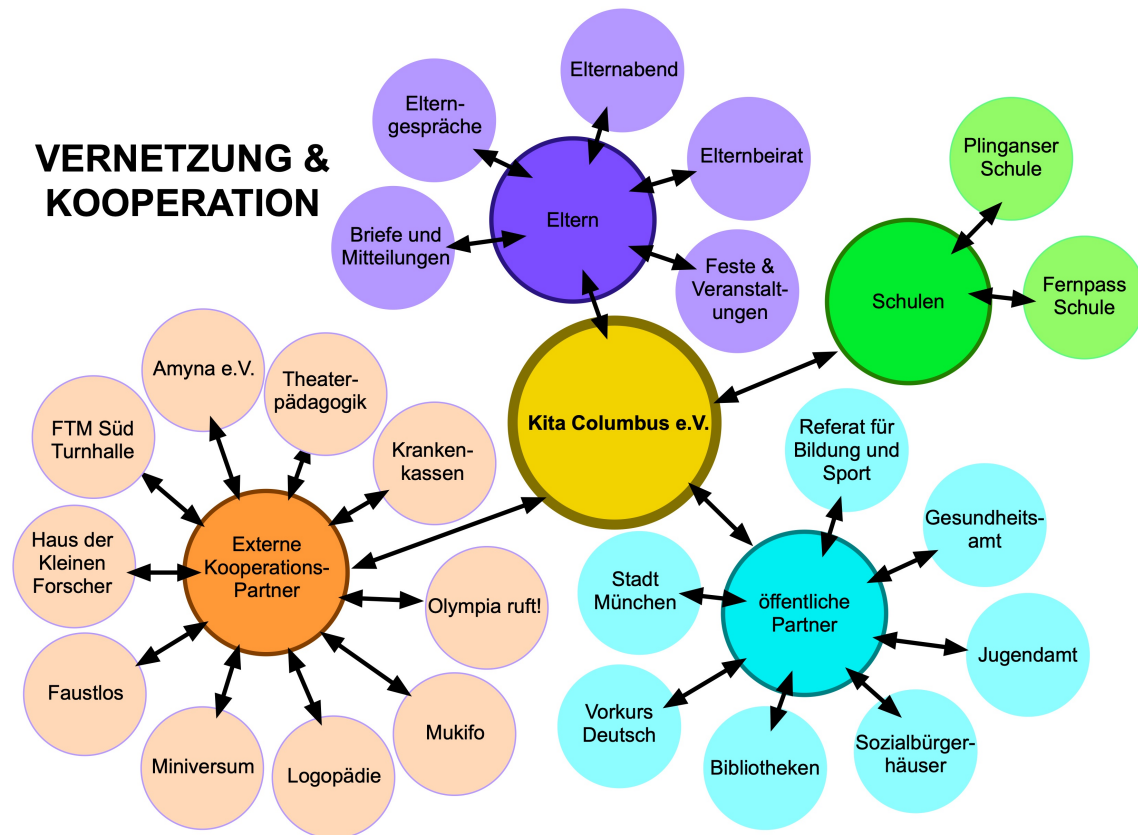 VERNETZUNG &
KOOPERATION
Elternabend
Eltern-
gespräche
Elternbeirat
Briefe und
Mitteilungen
Eltern
Feste &
Veranstalt-
ungen
Plinganser
Schule
Schulen
Fernpass
Schule
Kita Columbus e.V.
Amyna e.V.
Theater-
pädagogik
FTM Süd
Turnhalle
Kranken-
kassen
Haus der
Kleinen
Forscher
Externe
Kooperations-
Partner
Olympia ruft!
Faustlos
Miniversum
Logopädie
Mukifo
Referat für
Bildung und
Sport
Gesundheits-
amt
Stadt
München
öffentliche
Partner
Jugendamt
Vorkurs
Deutsch
Bibliotheken
Sozialbürger-
häuser